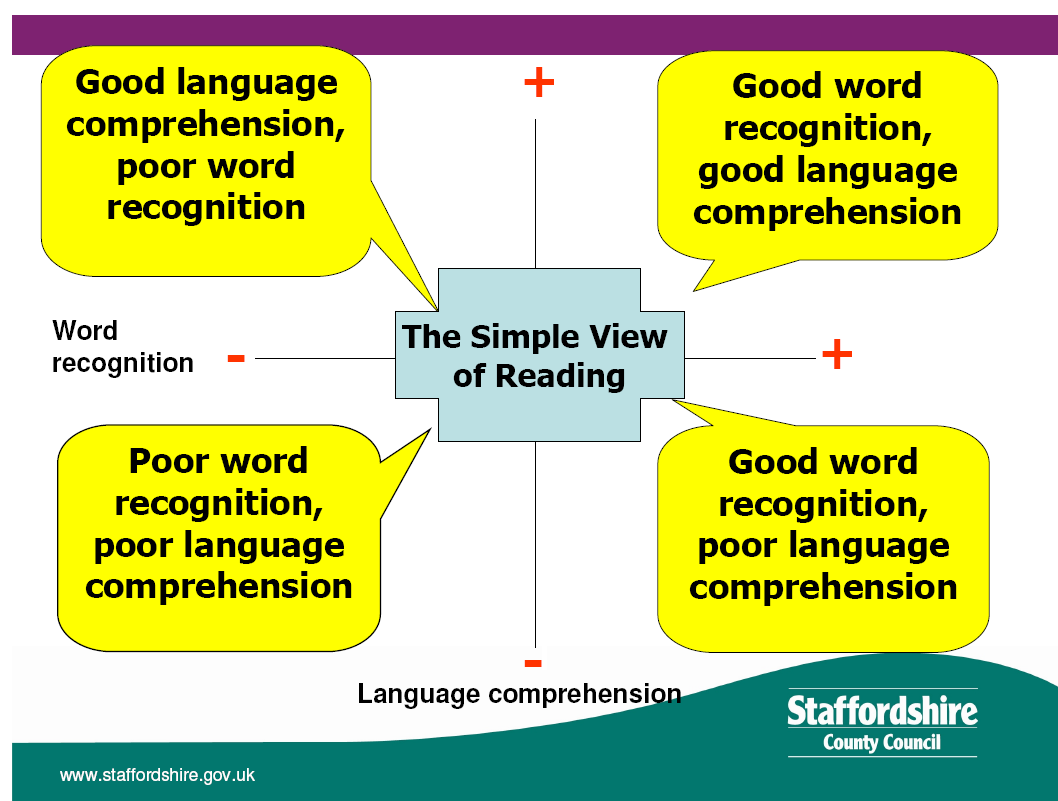 Good language
comprehension,
poor word
recognition
+
Good word
recognition,
good language
comprehension
Word
recognition
-
The Simple View
of Reading
+
Poor word
recognition,
poor language
comprehension
Good word
recognition,
poor language
comprehension
-
Language comprehension
Staffordshire
County Council
www.staffordshire.gov.uk